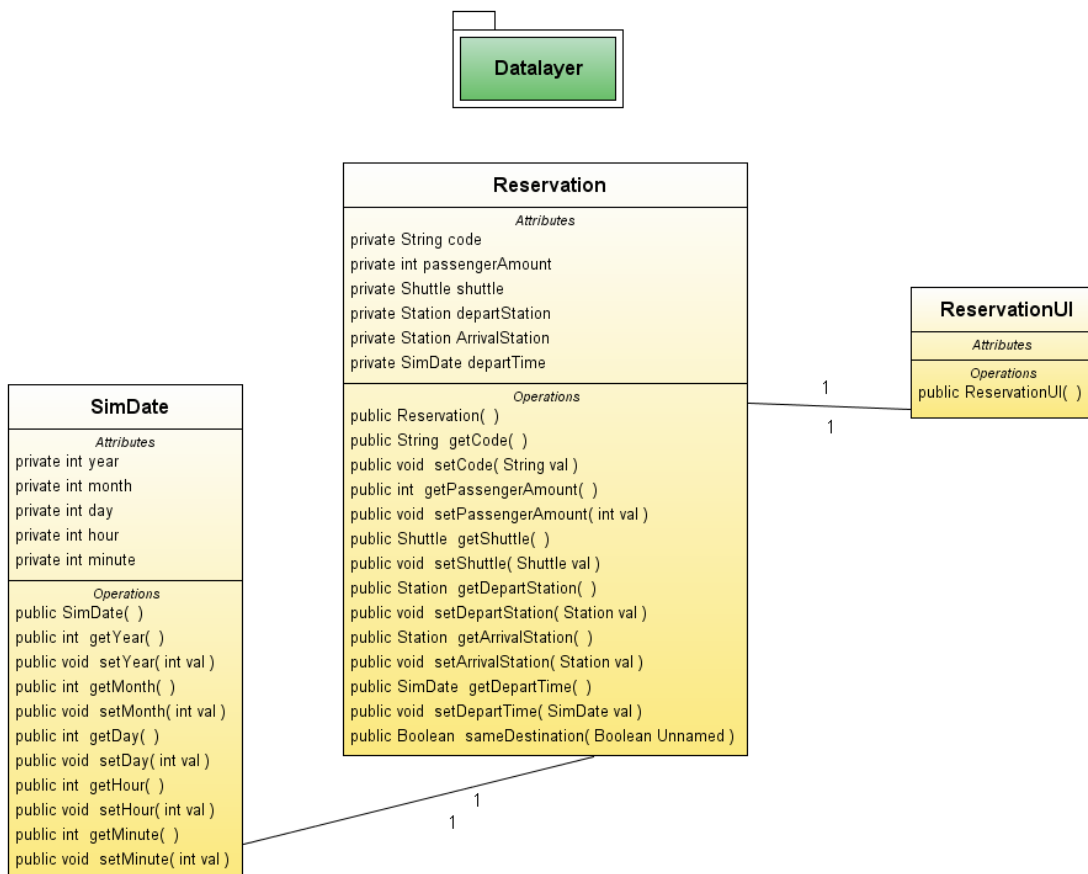 Datalayer
Reservation
Attributes
private String code
private int passengerAmount
private Shuttle shuttle
private Station departStation
private Station ArrivalStation
private SimDate departTime
Operations
public Reservation( )
public String getCode( )
public void setCode( String val )
public int getPassengerAmount( )
public void setPassengerAmount( int val )
public Shuttle getShuttle( )
public void setShuttle( Shuttle val )
public Station getDepartStation( )
public void setDepartStation( Station val )
public Station getArrivalStation( )
public void setArrivalStation( Station val )
public SimDate getDepartTime( )
public void setDepartTime( SimDate val )
public Boolean sameDestination( Boolean Unnamed )
ReservationUI
Attributes
Operations
public ReservationUI( )
1
1
SimDate
Attributes
private int year
private int month
private int day
private int hour
private int minute
Operations
public SimDate( )
public int getYear( )
public void setYear( int val )
public int getMonth( )
public void setMonth( int val )
public int getDay( )
public void setDay( int val )
public int getHour( )
public void setHour( int val )
public int getMinute( )
public void setMinute( int val )
1
1